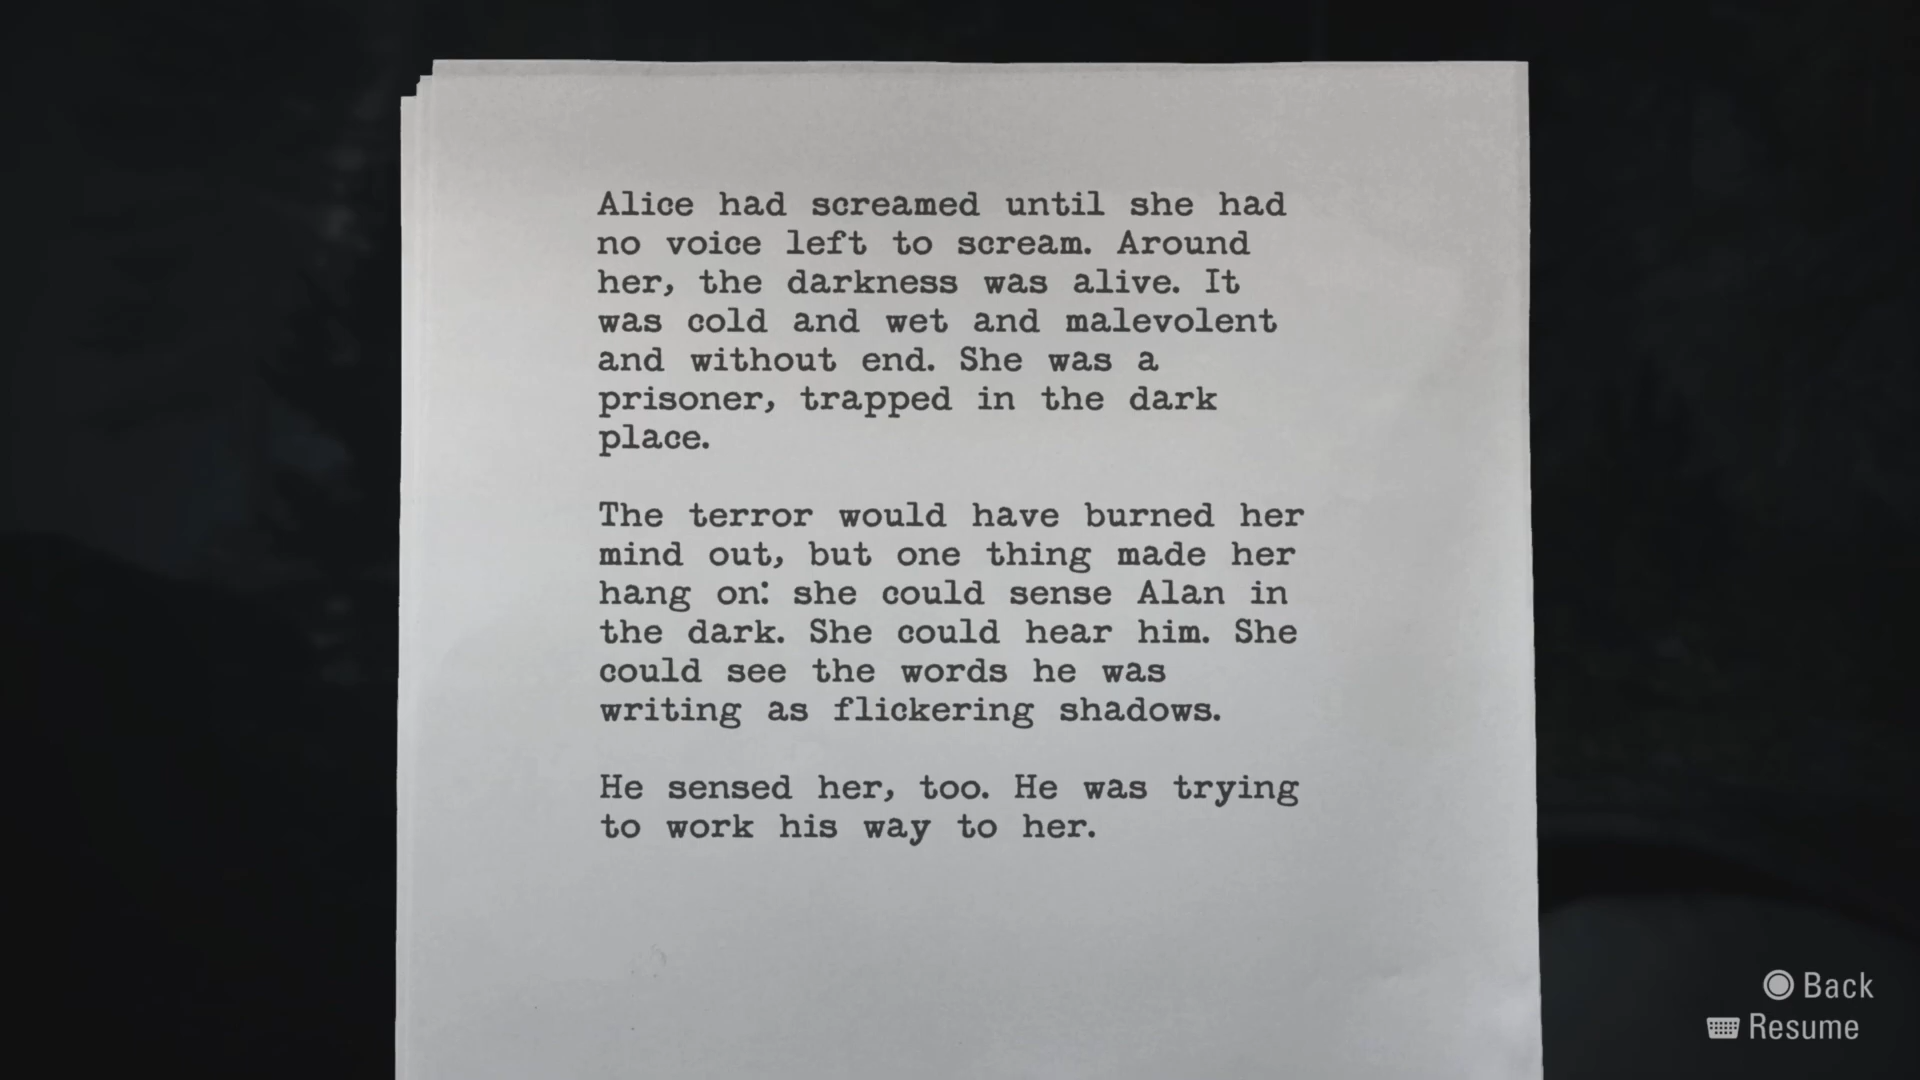 Alice had screamed until she had
no voice left to scream. Around
her, the darkness was alive. It
was cold and wet and malevolent
and without end. She was a
prisoner, trapped in the dark
place.
The terror would have burned her
mind out, but one thing made her
hang on: she could sense Alan in
the dark. She could hear him. She
could see the words he was
writing as flickering shadows.
He sensed her, too. He was trying
to work his way to her.
Back
Resume